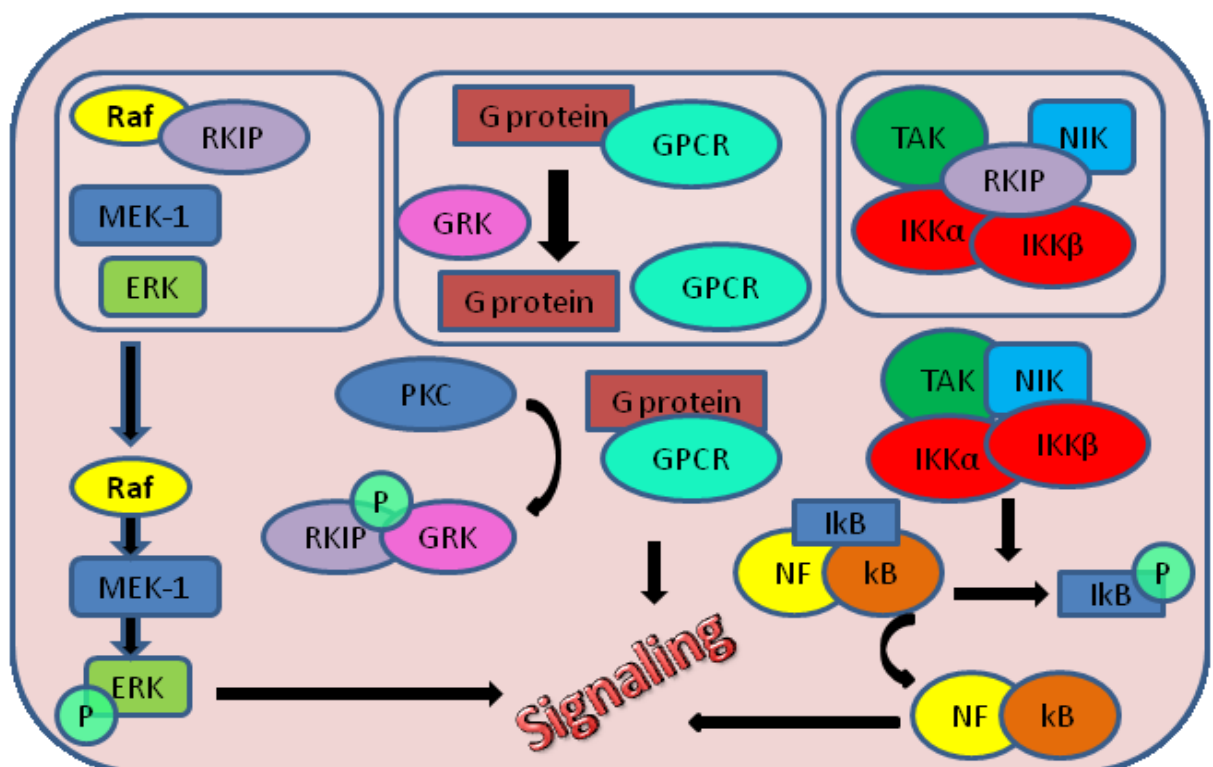 Raf
RKIP
MEK-1
ERK
G protein
GPCR
GRK
G protein
GPCR
TAK
NIK
RKIP
IKKα
IKKβ
PKC
G protein
GPCR
TAK
NIK
IKKα
IKKβ
Raf
P
RKIP
GRK
IkB
NF
kB
P
IkB
MEK-1
ERK
P
Signaling
NF
kB